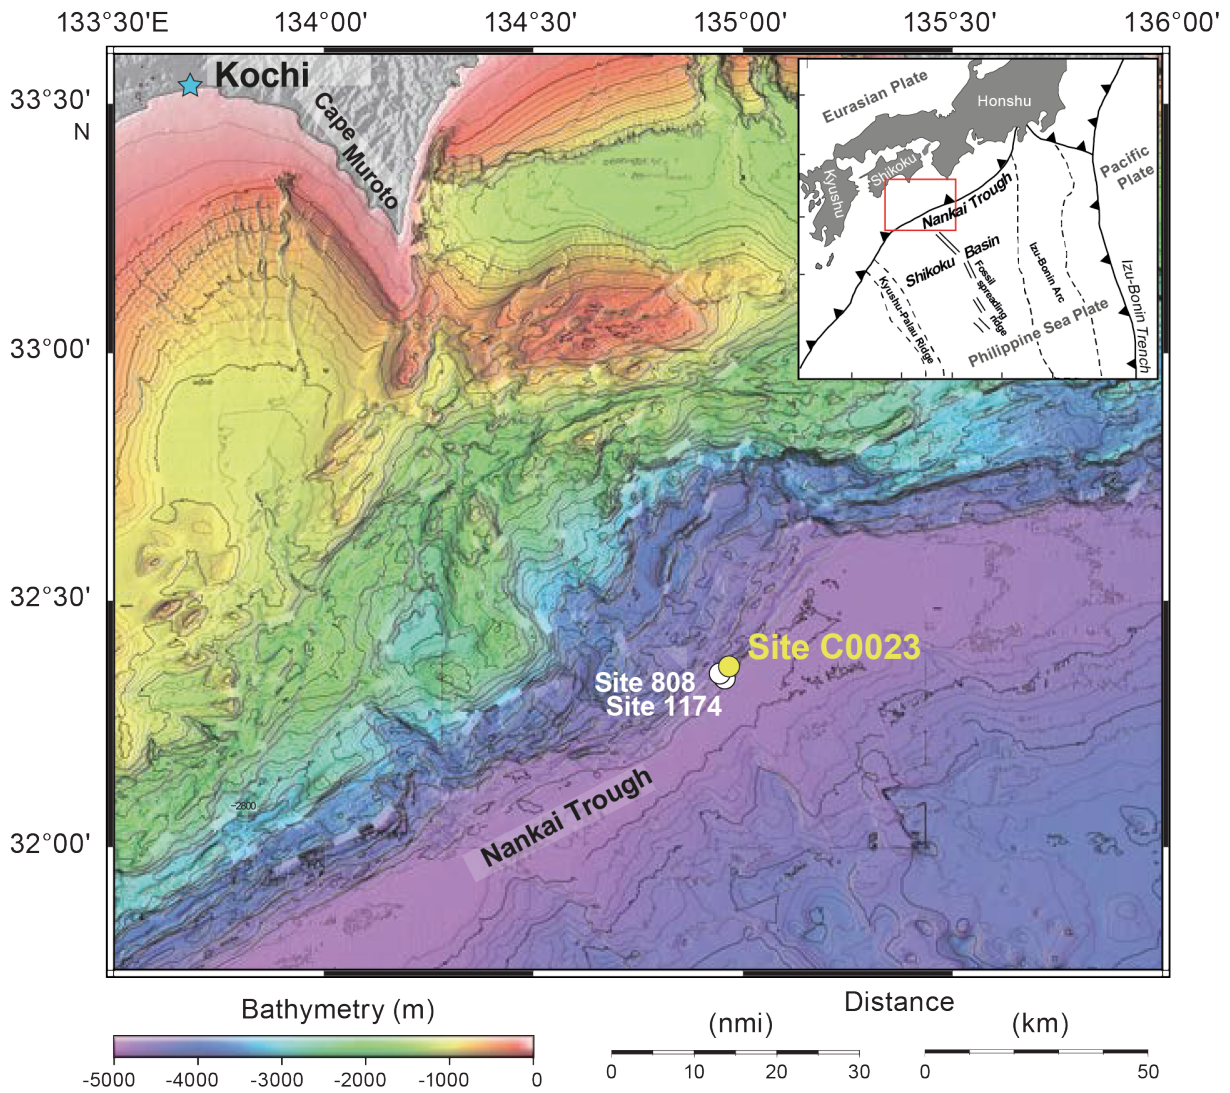 133°30'E 134°00' 134°30' 135°00' 135°30' 136°00'
33°30'
N
33°00'
32°30'
32°00'
Kochi
Cape Muroto
Eurasian Plate
Honshu
Shikoku
Kyushu
Pacific
Plate
Nankai Trough
Shikoku Basin
Fossil
spreading
ridge
Izu-Bonin Arc
Kyushu-Palau Ridge
Philippine Sea Plate
Izu-Bonin Trench
Site C0023
Site 808
Site 1174
-2800
Nankai Trough
Bathymetry (m)
-5000 -4000 -3000 -2000 -1000 0
Distance
(nmi) (km)
0 10 20 30
0 50